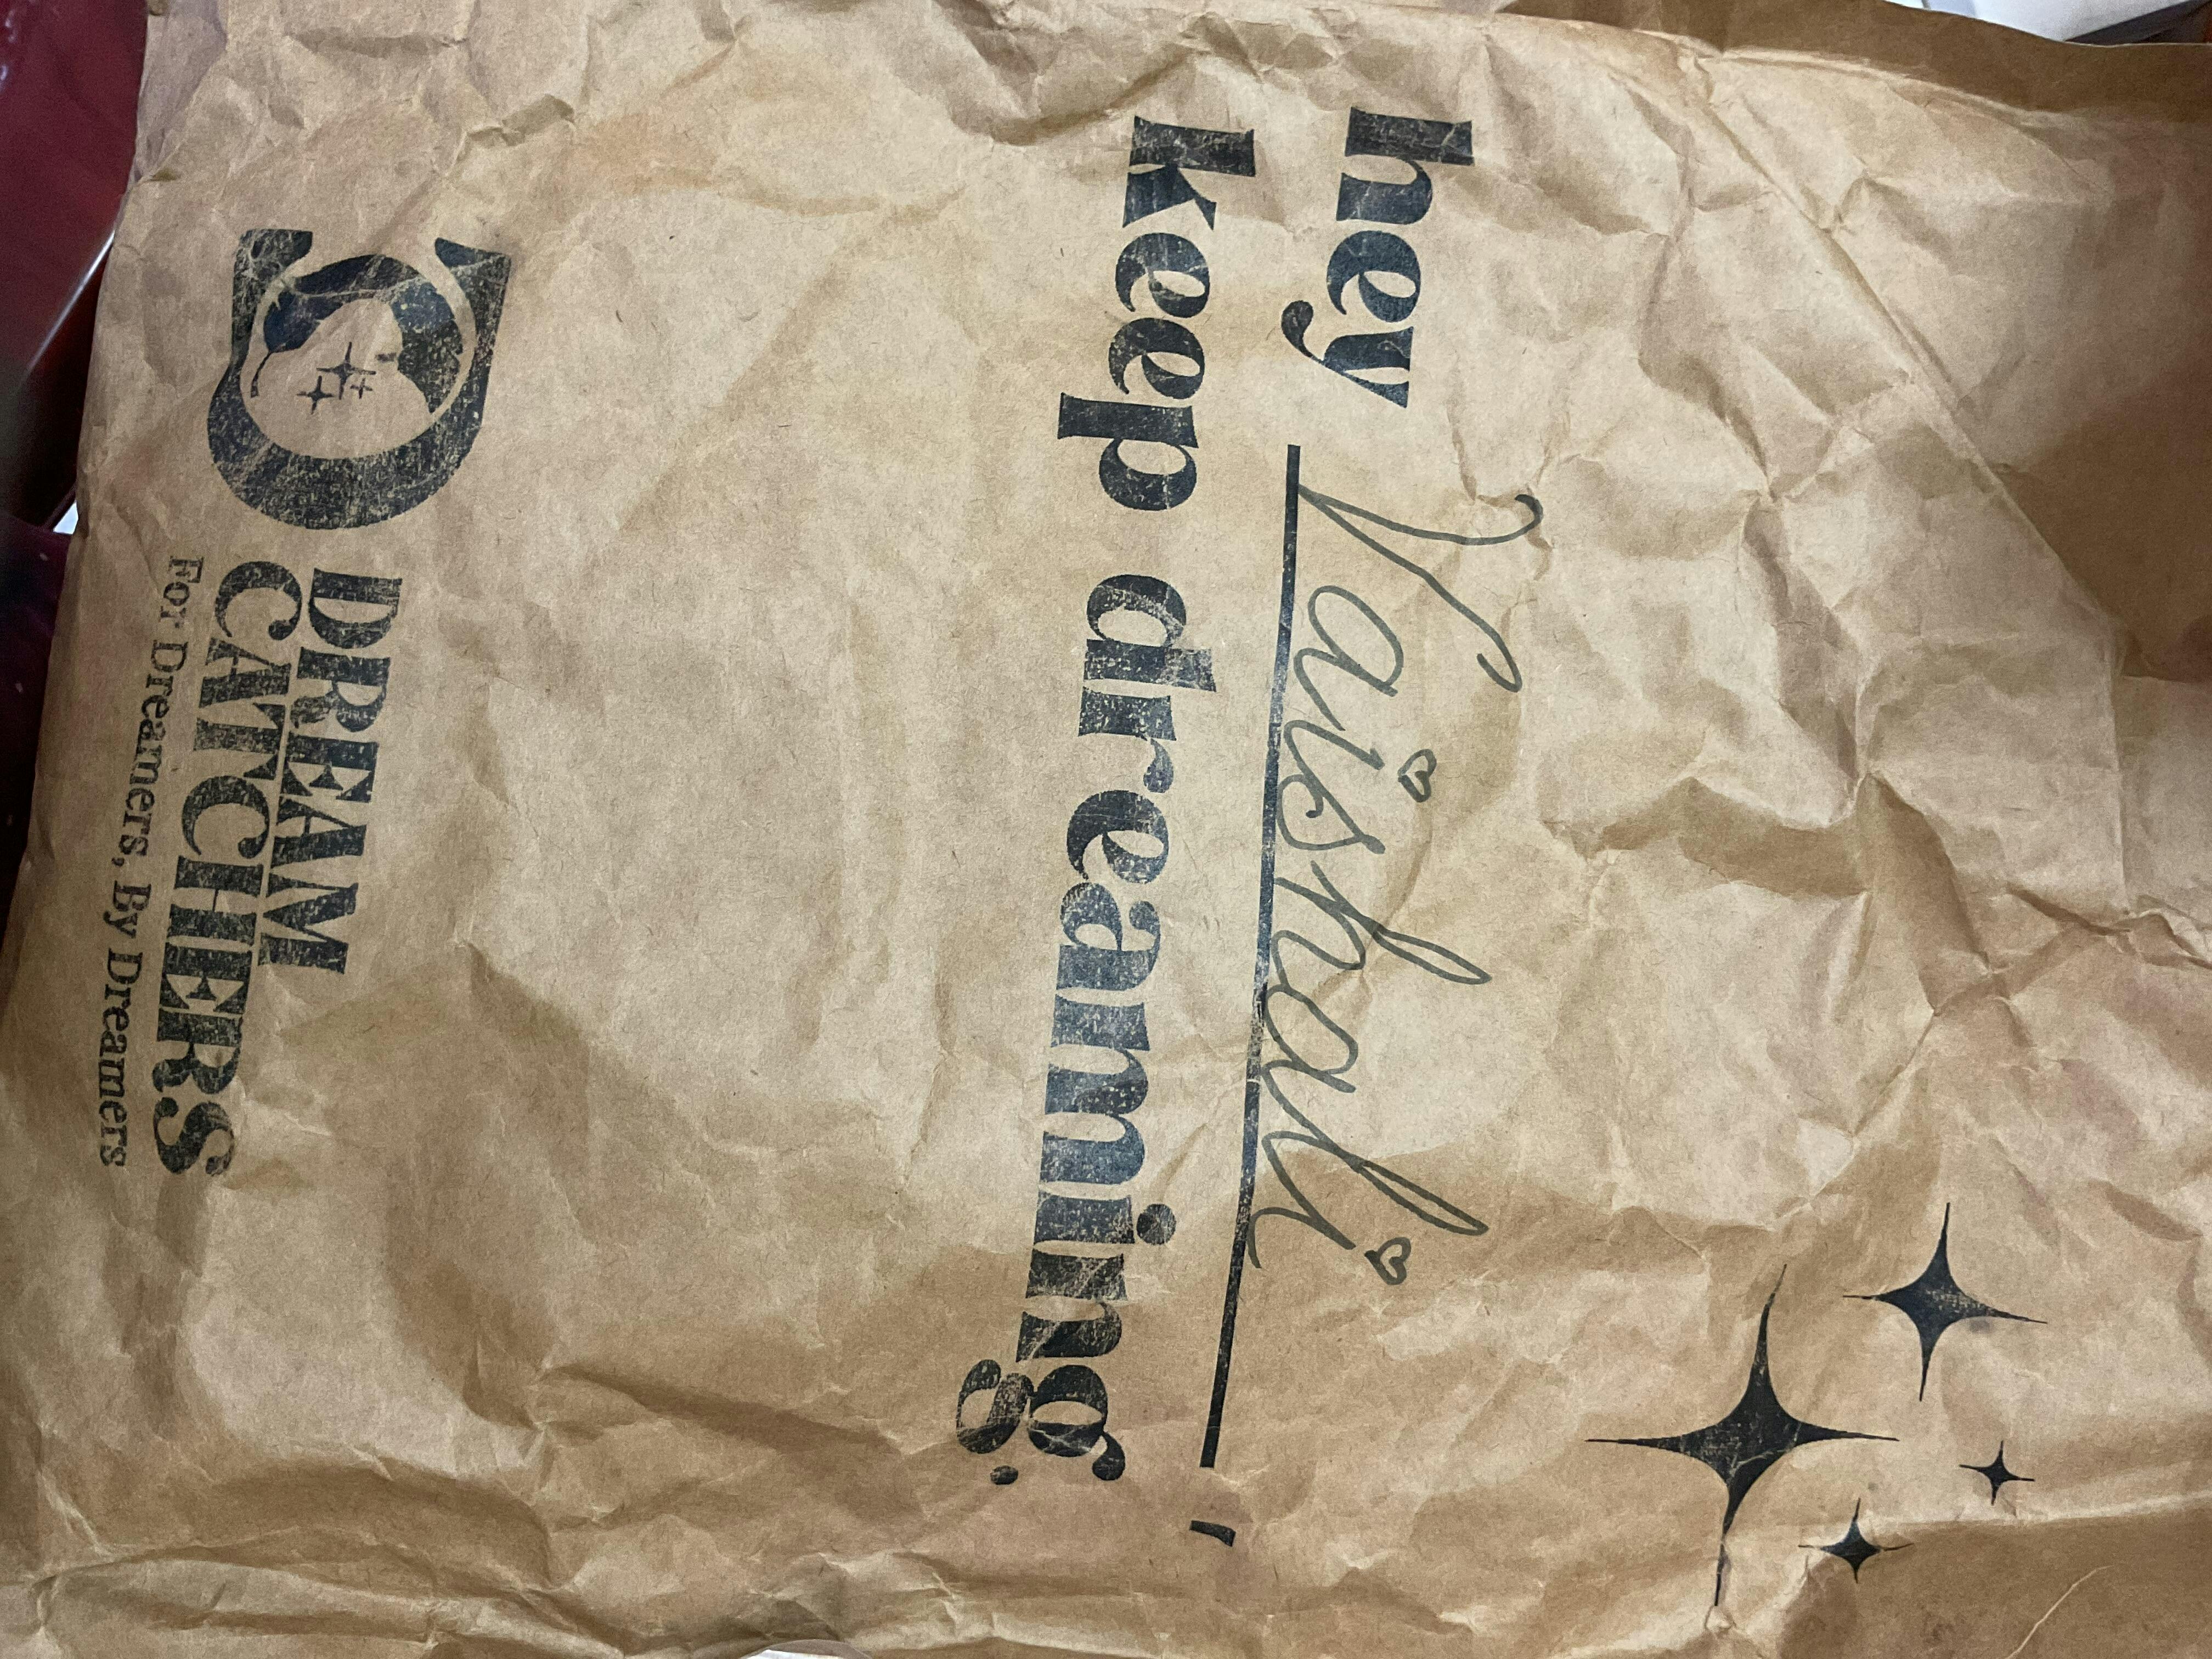 hey Vaishali,
keep dreaming.
DREAM
CATCHERS
For Dreamers, By Dreamers